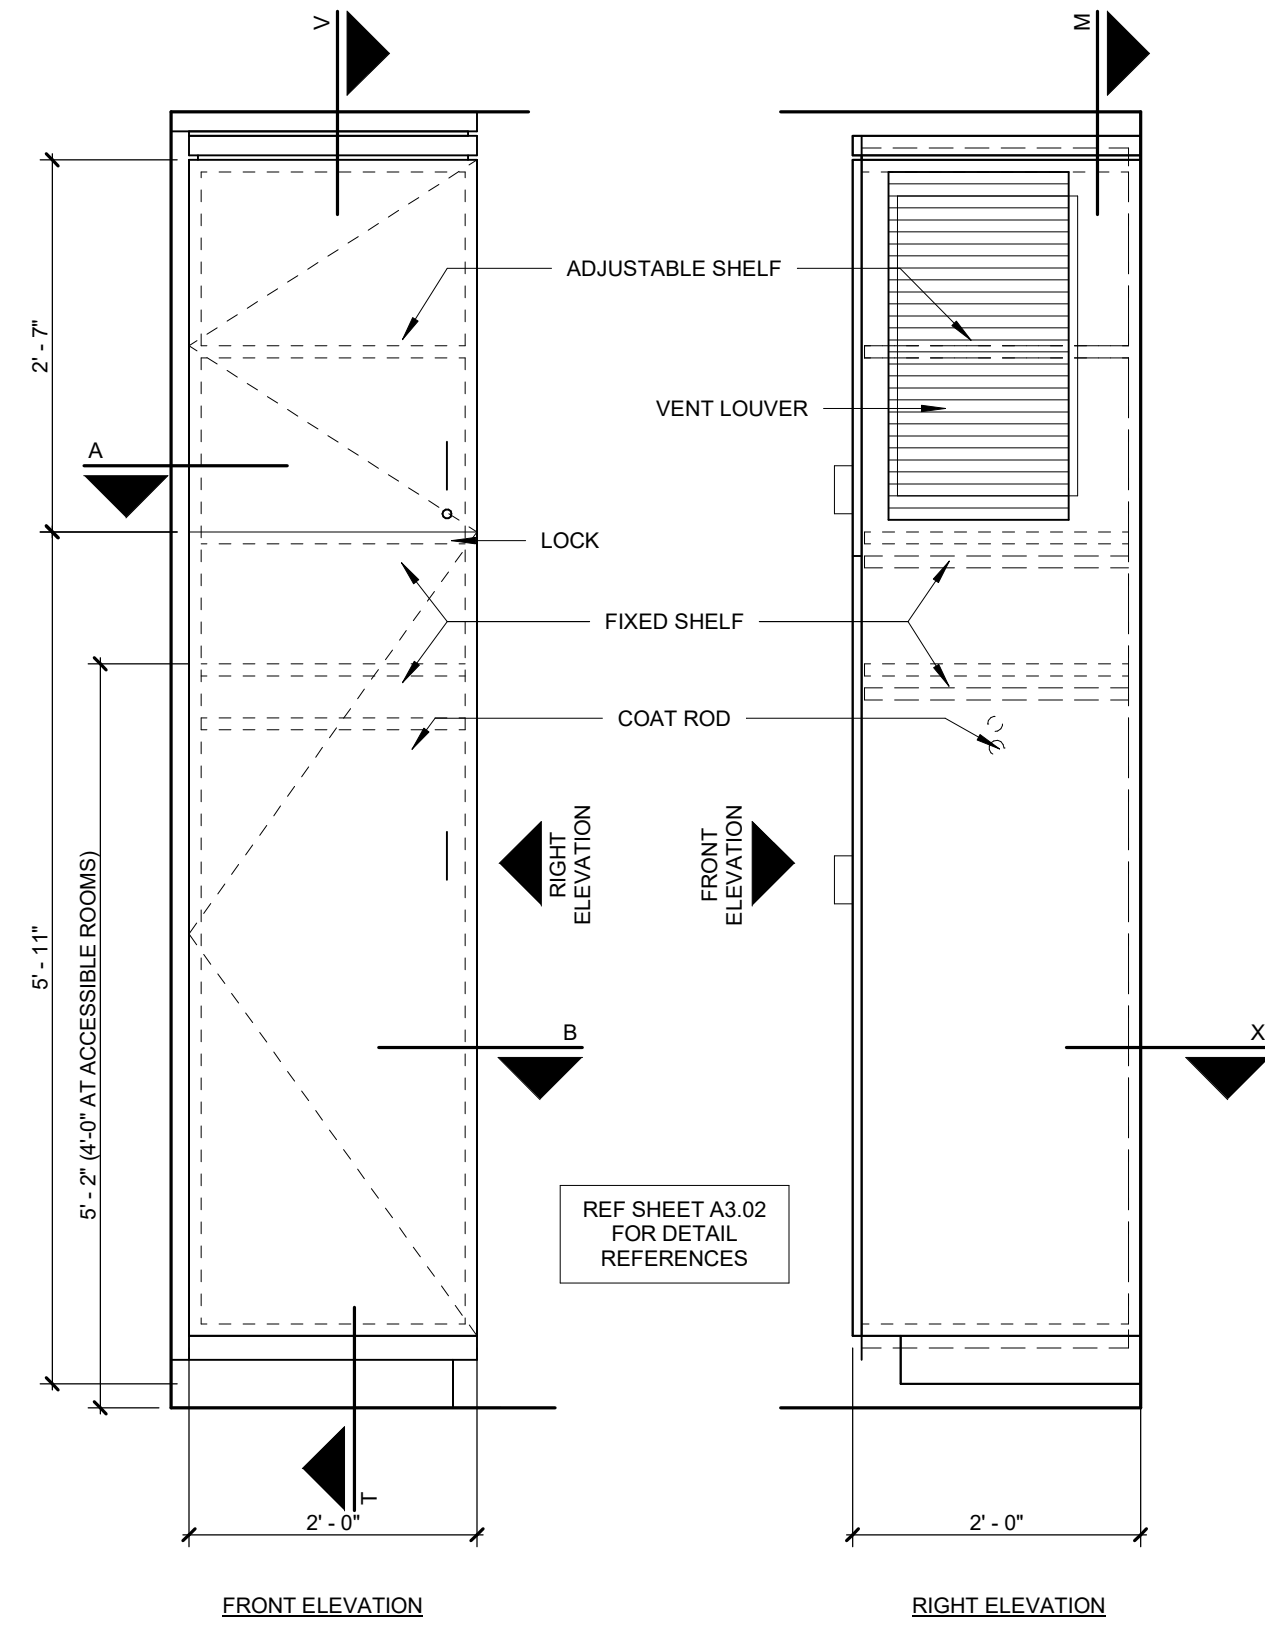 V
M
ADJUSTABLE SHELF
2' - 7"
VENT LOUVER
A
LOCK
FIXED SHELF
COAT ROD
RIGHT
ELEVATION
FRONT
ELEVATION
5' - 11"
5' - 2" (4'-0" AT ACCESSIBLE ROOMS)
B
X
REF SHEET A3.02
FOR DETAIL
REFERENCES
T
2' - 0"
2' - 0"
FRONT ELEVATION
RIGHT ELEVATION